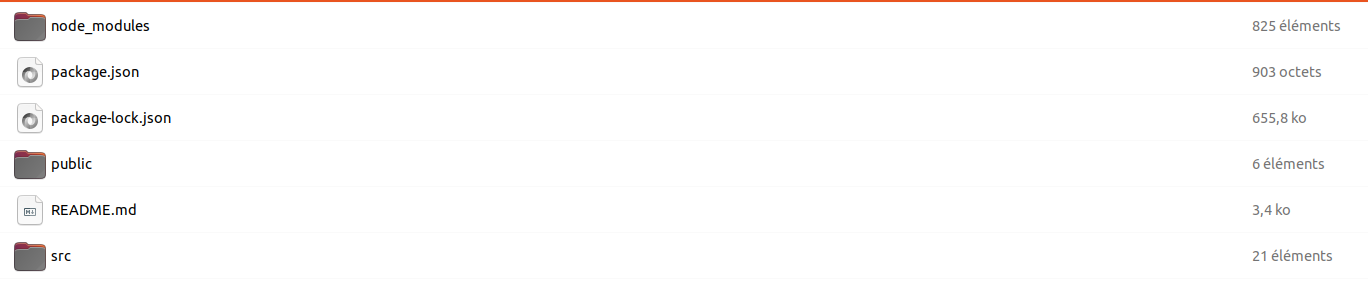 node_modules 825 éléments
package.json 903 octets
package-lock.json 655,8 ko
public 6 éléments
README.md 3,4 ko
src 21 éléments